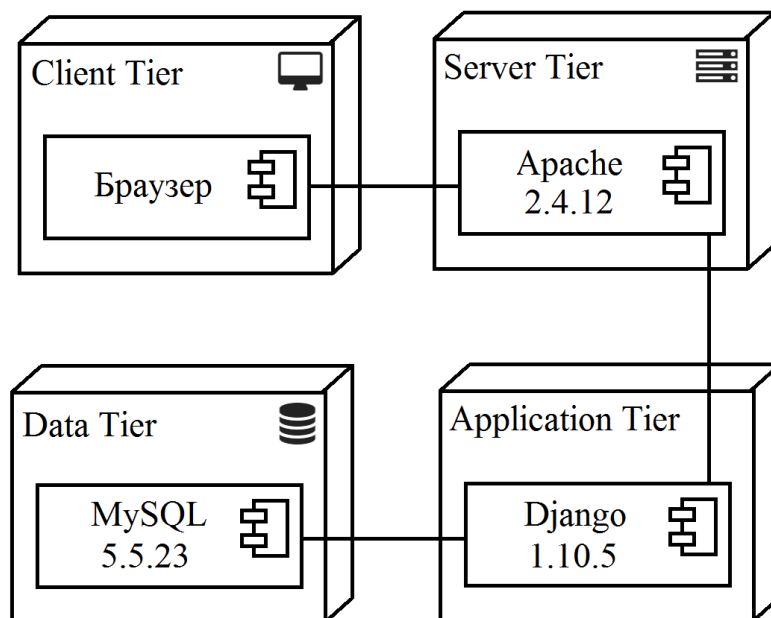 Client Tier
Браузер
Server Tier
Apache
2.4.12
Data Tier
MySQL
5.5.23
Application Tier
Django
1.10.5